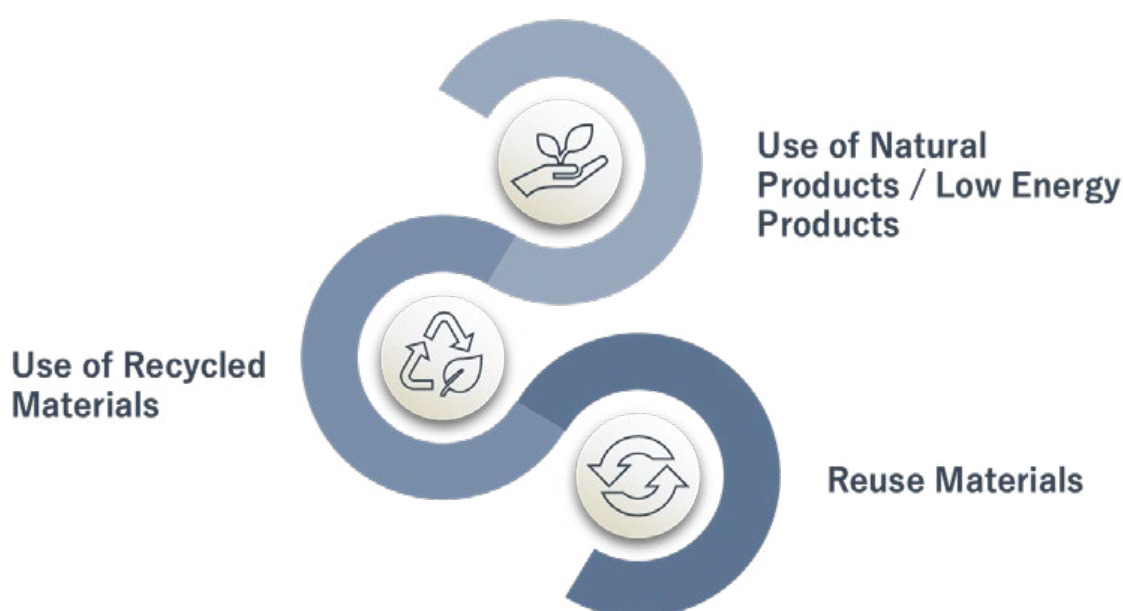 Use of Natural
Products / Low Energy
Products
Use of Recycled
Materials
Reuse Materials